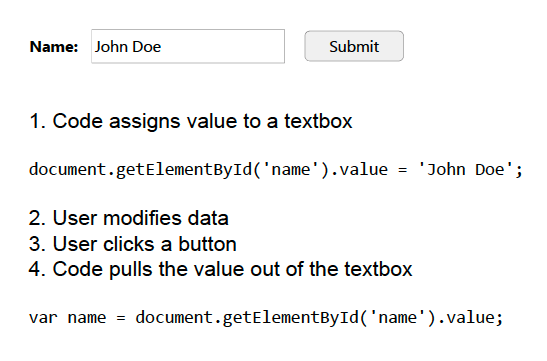 Name: John Doe Submit
1. Code assigns value to a textbox
document.getElementById('name').value = 'John Doe';
2. User modifies data
3. User clicks a button
4. Code pulls the value out of the textbox
var name = document.getElementById('name').value;